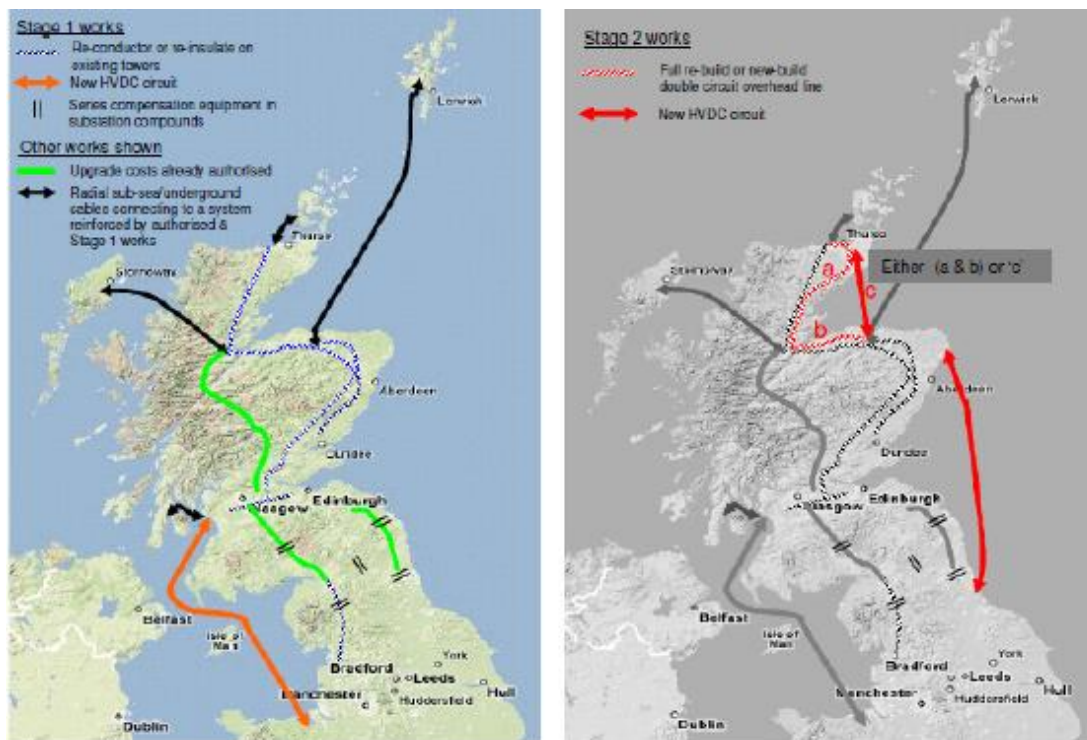 Stage 1 works
Re-conductor or re-insulate on
existing towers
New HVDC circuit
Series compensation equipment in
substation compounds
Other works shown
Upgrade costs already authorised
Radial sub-sea/underground
cables connecting to a system
reinforced by authorised &
Stage 1 works
Lerwick
Thurso
Stornoway
Aberdeen
Dundee
Edinburgh
Glasgow
Belfast
Isle of
Man
York
Bradford
Leeds
Manchester
Huddersfield
Hull
Dublin
Stage 2 works
Full re-build or new-build
double circuit overhead line
New HVDC circuit
Lerwick
Thurso
Stornoway
Either (a & b) or 'c'
a
c
b
Aberdeen
Dundee
Edinburgh
Glasgow
Belfast
Isle of
Man
York
Bradford
Leeds
Manchester
Huddersfield
Hull
Dublin